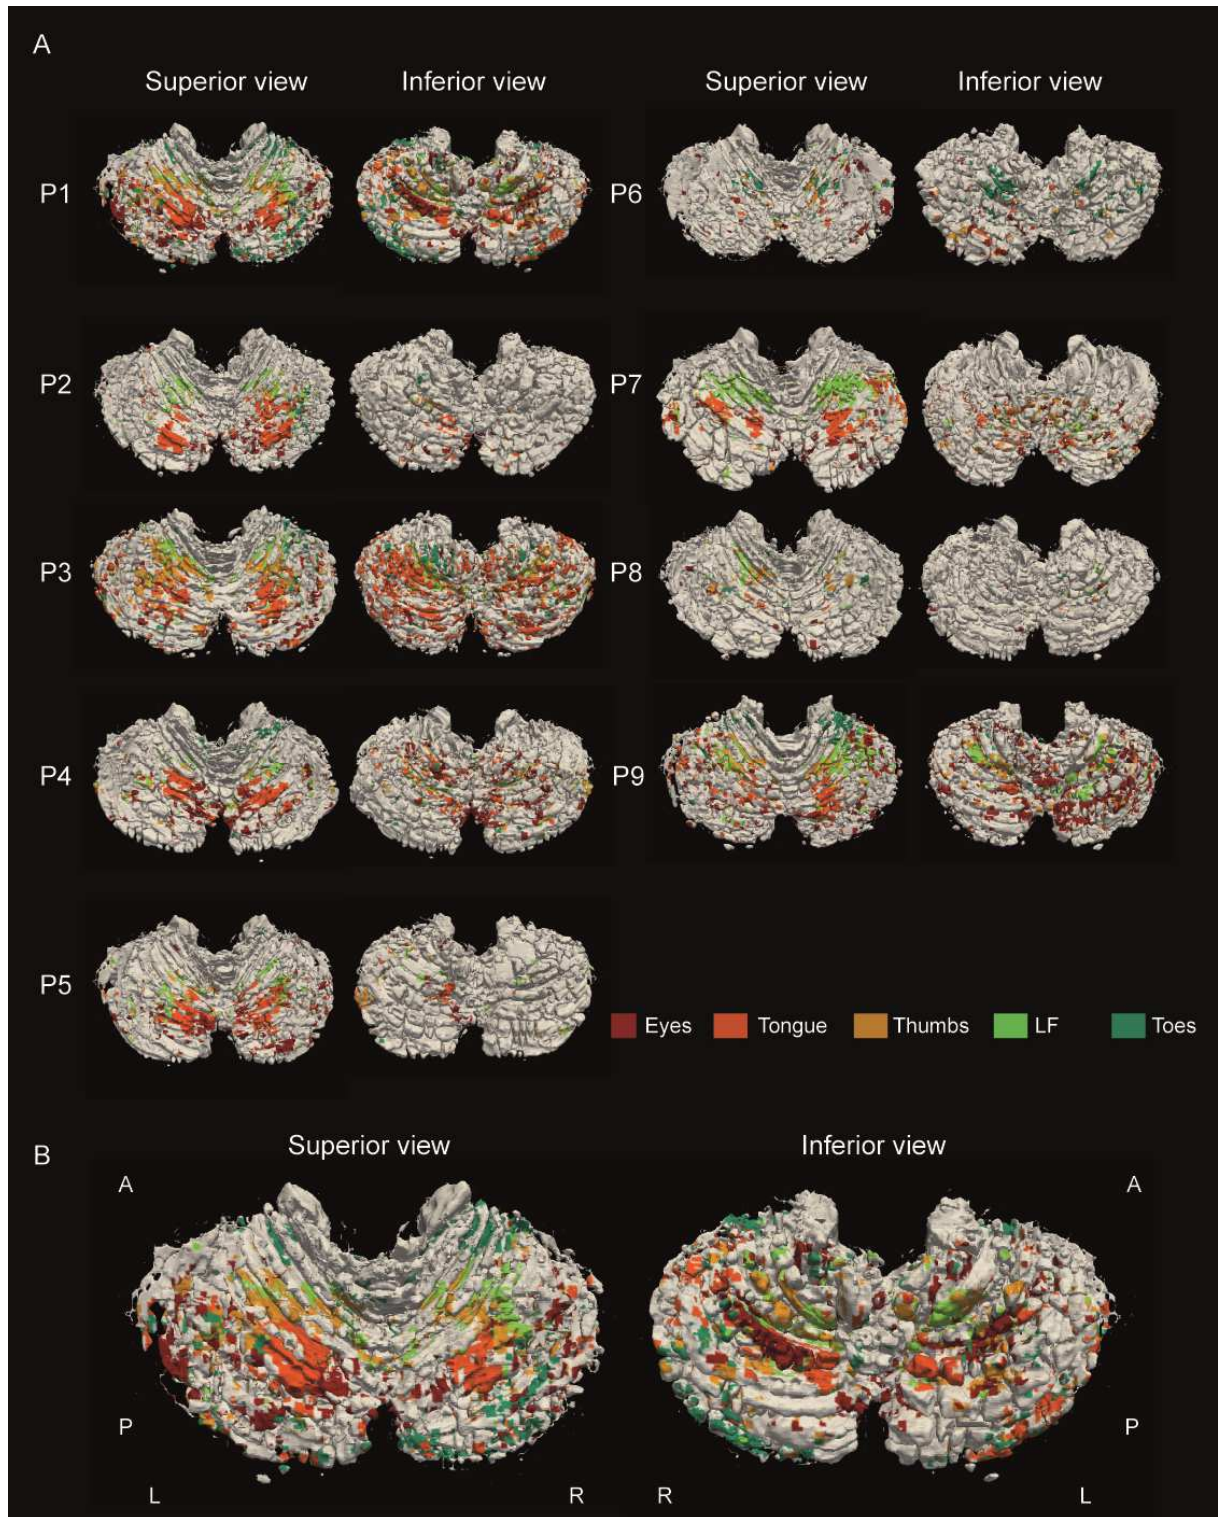 A
Superior view Inferior view Superior view Inferior view
P1 P6
P2 P7
P3 P8
P4 P9
P5
Eyes Tongue Thumbs LF Toes
B Superior view Inferior view
A A
P P
L R R L